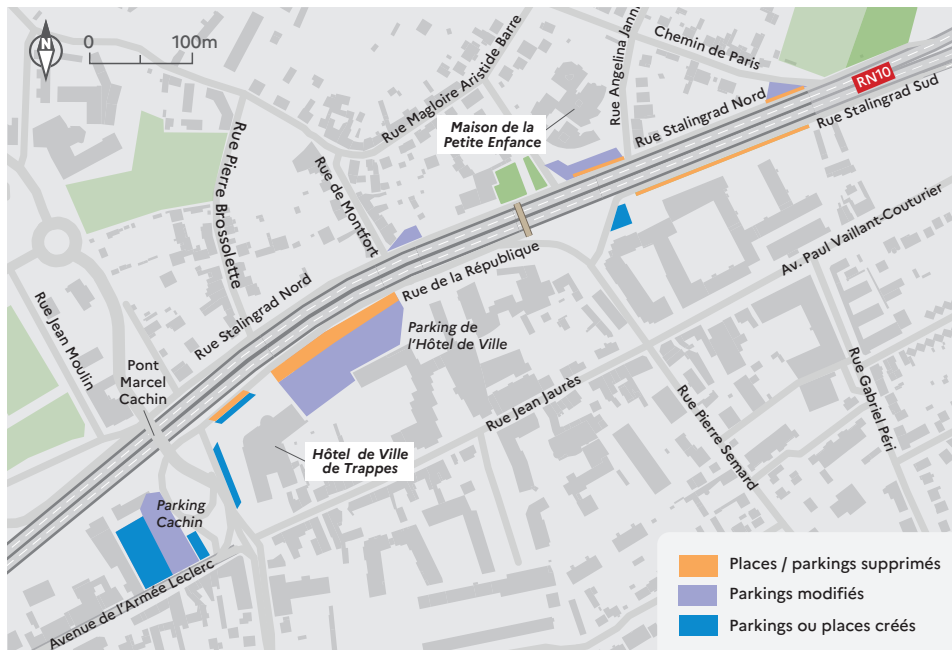 N
0 100m
Rue Magloire Aristide Barre
Chemin de Paris
Rue Angelina Jann
RN10
Rue Stalingrad Nord
Rue Stalingrad Sud
Maison de la
Petite Enfance
Rue Pierre Brossolette
Rue de Montfort
Av. Paul Vaillant-Couturier
Rue de la République
Rue Stalingrad Nord
Rue Jean Moulin
Parking de
l'Hôtel de Ville
Pont
Marcel
Cachin
Rue Gabriel Péri
Rue Jean Jaurès
Rue Pierre Semard
Hôtel de Ville
de Trappes
Parking
Cachin
Avenue de l'Armée Leclerc
Places / parkings supprimés
Parkings modifiés
Parkings ou places créés